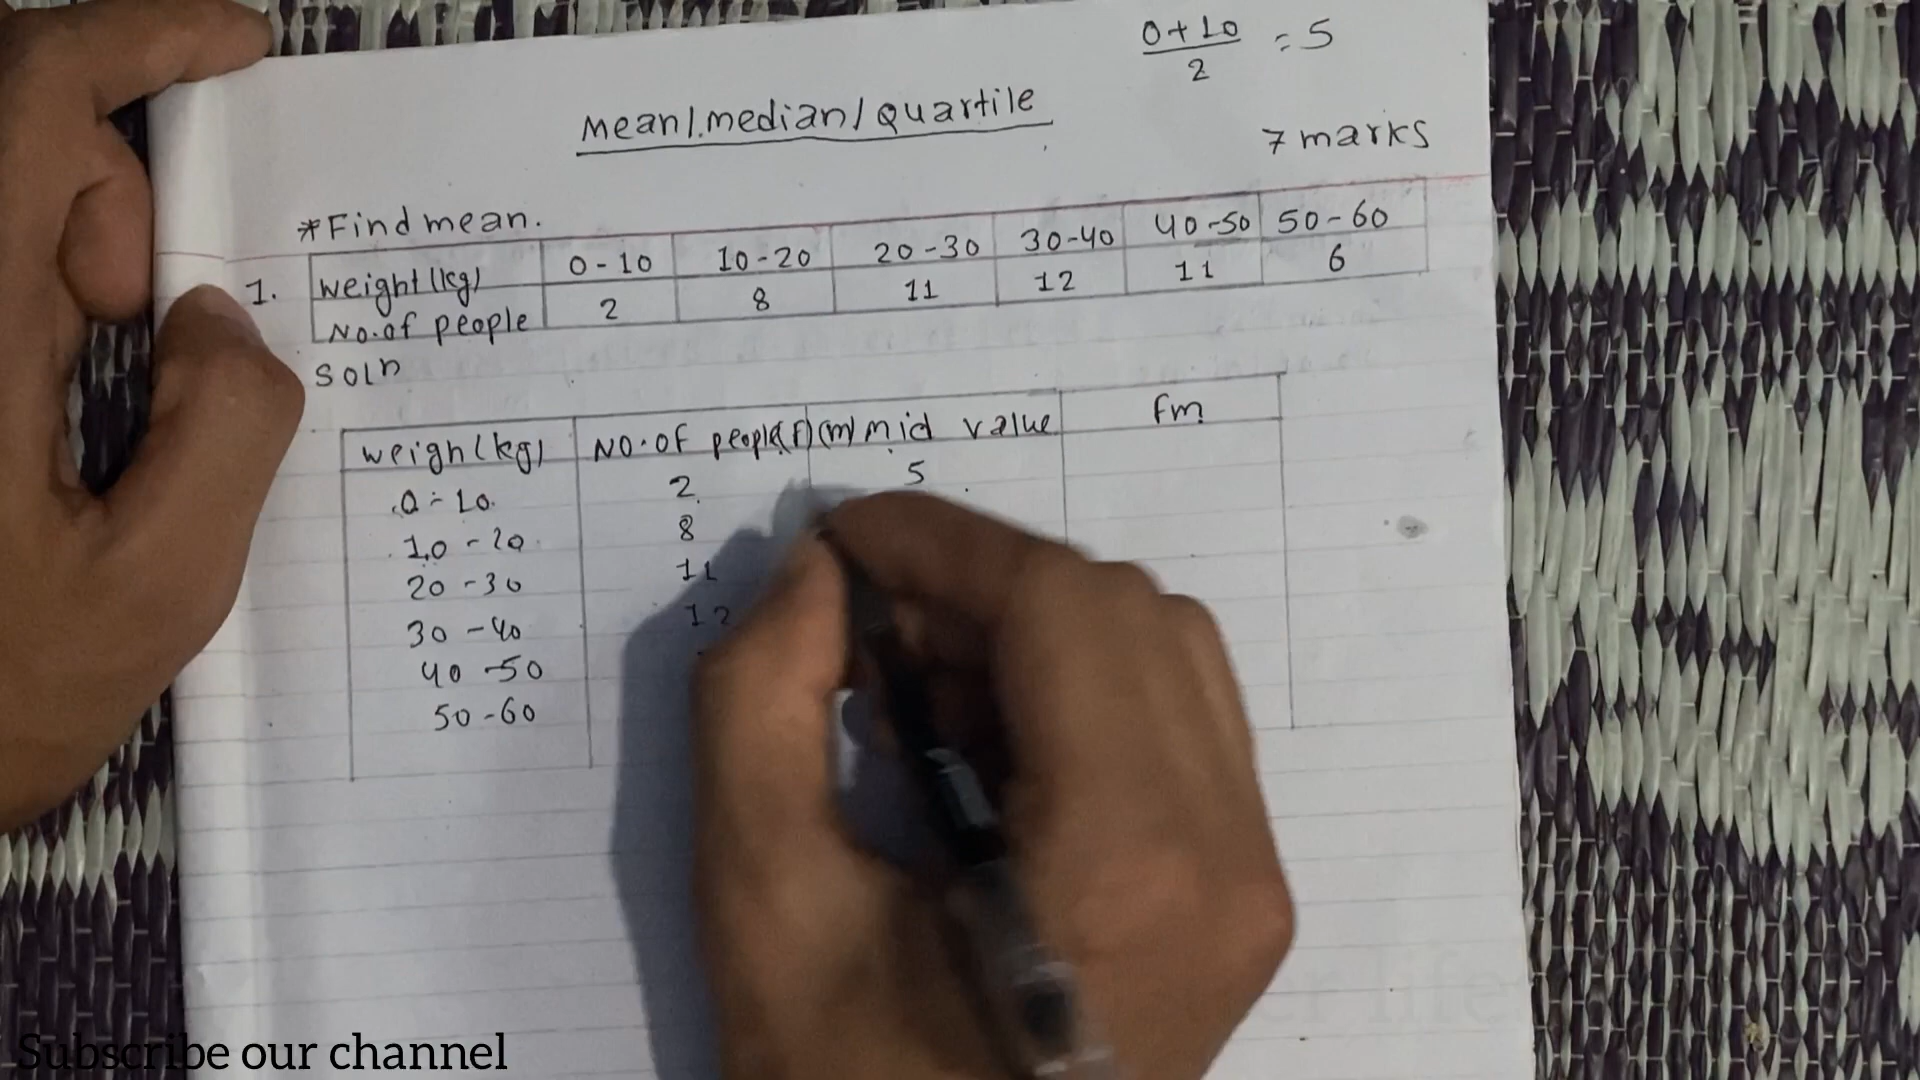 0+10
2
= 5
Mean/.median/Quartile
7 marks
*Find mean.
1. weight(kg) 0-10 10-20 20-30 30-40 40-50 50-60
No.of people 2 8 11 12 11 6
Soln
weigh(kg) NO.OF people(F) (m)mid value Fm
0-10 2 5
10-20 8
20-30 11
30-40 12
40-50
50-60
Subscribe our channel